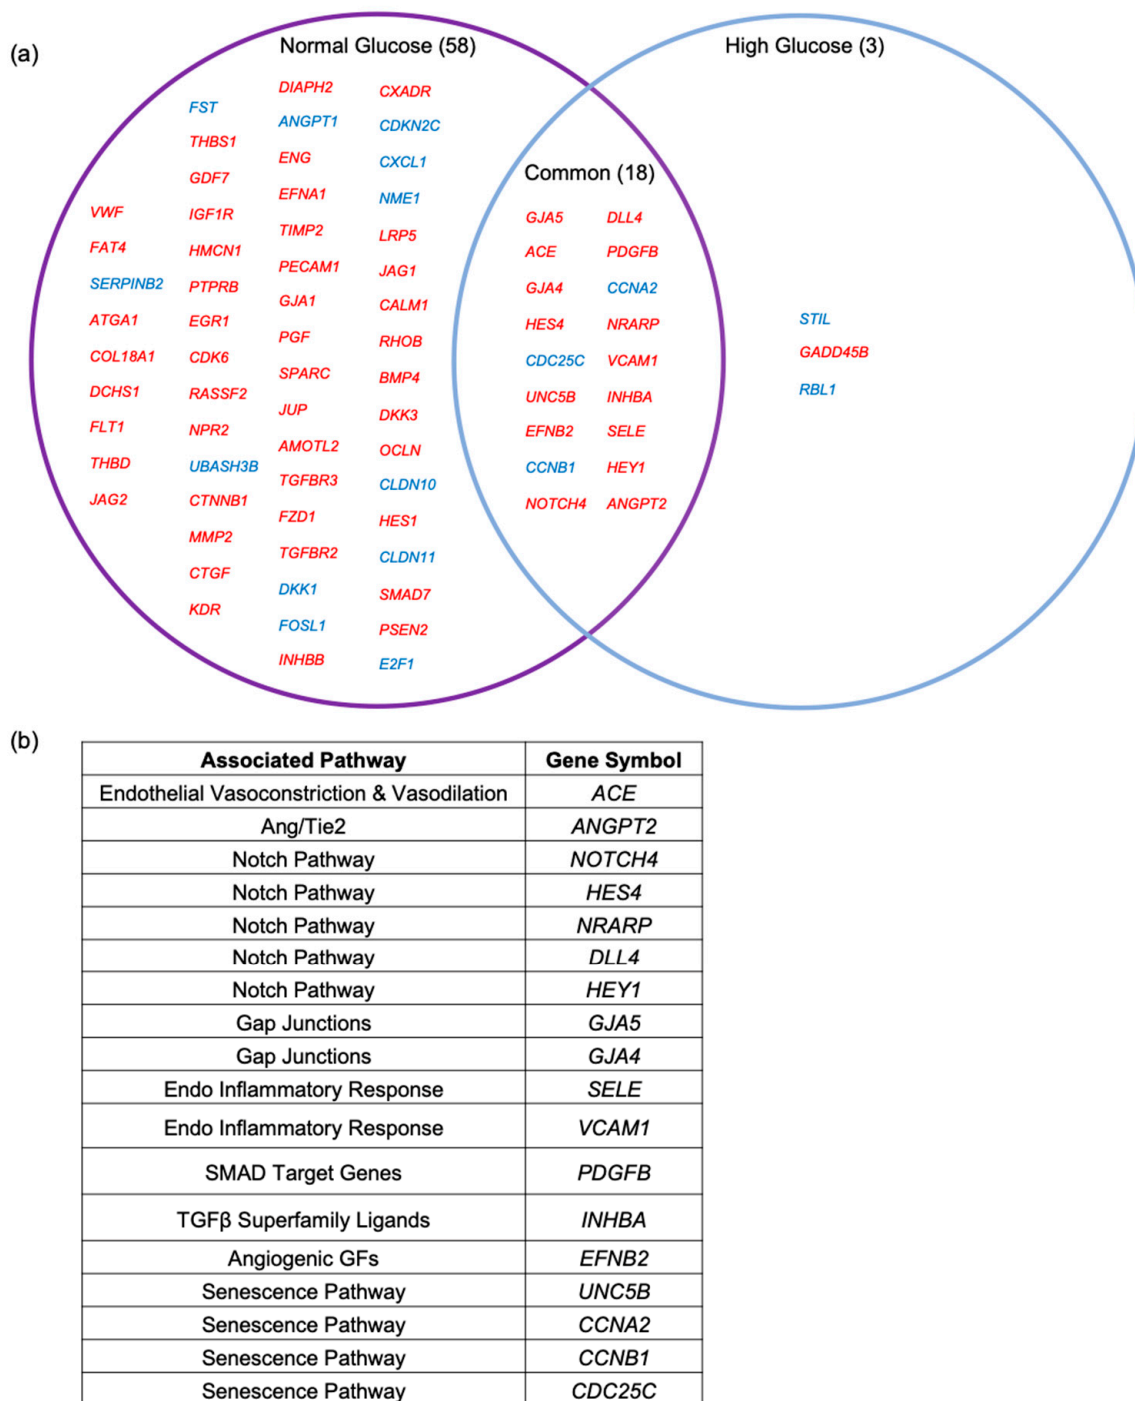 (a)
Normal Glucose (58)
High Glucose (3)
Common (18)
VWF
FAT4
SERPINB2
ATGA1
COL18A1
DCHS1
FLT1
THBD
JAG2
FST
THBS1
GDF7
IGF1R
HMCN1
PTPRB
EGR1
CDK6
RASSF2
NPR2
UBASH3B
CTNNB1
MMP2
CTGF
KDR
DIAPH2
ANGPT1
ENG
EFNA1
TIMP2
PECAM1
GJA1
PGF
SPARC
JUP
AMOTL2
TGFBR3
FZD1
TGFBR2
DKK1
FOSL1
INHBB
CXADR
CDKN2C
CXCL1
NME1
LRP5
JAG1
CALM1
RHOB
BMP4
DKK3
OCLN
CLDN10
HES1
CLDN11
SMAD7
PSEN2
E2F1
GJA5 DLL4
ACE PDGFB
GJA4 CCNA2
HES4 NRARP
CDC25C VCAM1
UNC5B INHBA
EFNB2 SELE
CCNB1 HEY1
NOTCH4 ANGPT2
STIL
GADD45B
RBL1
(b)
Associated Pathway Gene Symbol
Endothelial Vasoconstriction & Vasodilation ACE
Ang/Tie2 ANGPT2
Notch Pathway NOTCH4
Notch Pathway HES4
Notch Pathway NRARP
Notch Pathway DLL4
Notch Pathway HEY1
Gap Junctions GJA5
Gap Junctions GJA4
Endo Inflammatory Response SELE
Endo Inflammatory Response VCAM1
SMAD Target Genes PDGFB
TGFβ Superfamily Ligands INHBA
Angiogenic GFs EFNB2
Senescence Pathway UNC5B
Senescence Pathway CCNA2
Senescence Pathway CCNB1
Senescence Pathway CDC25C